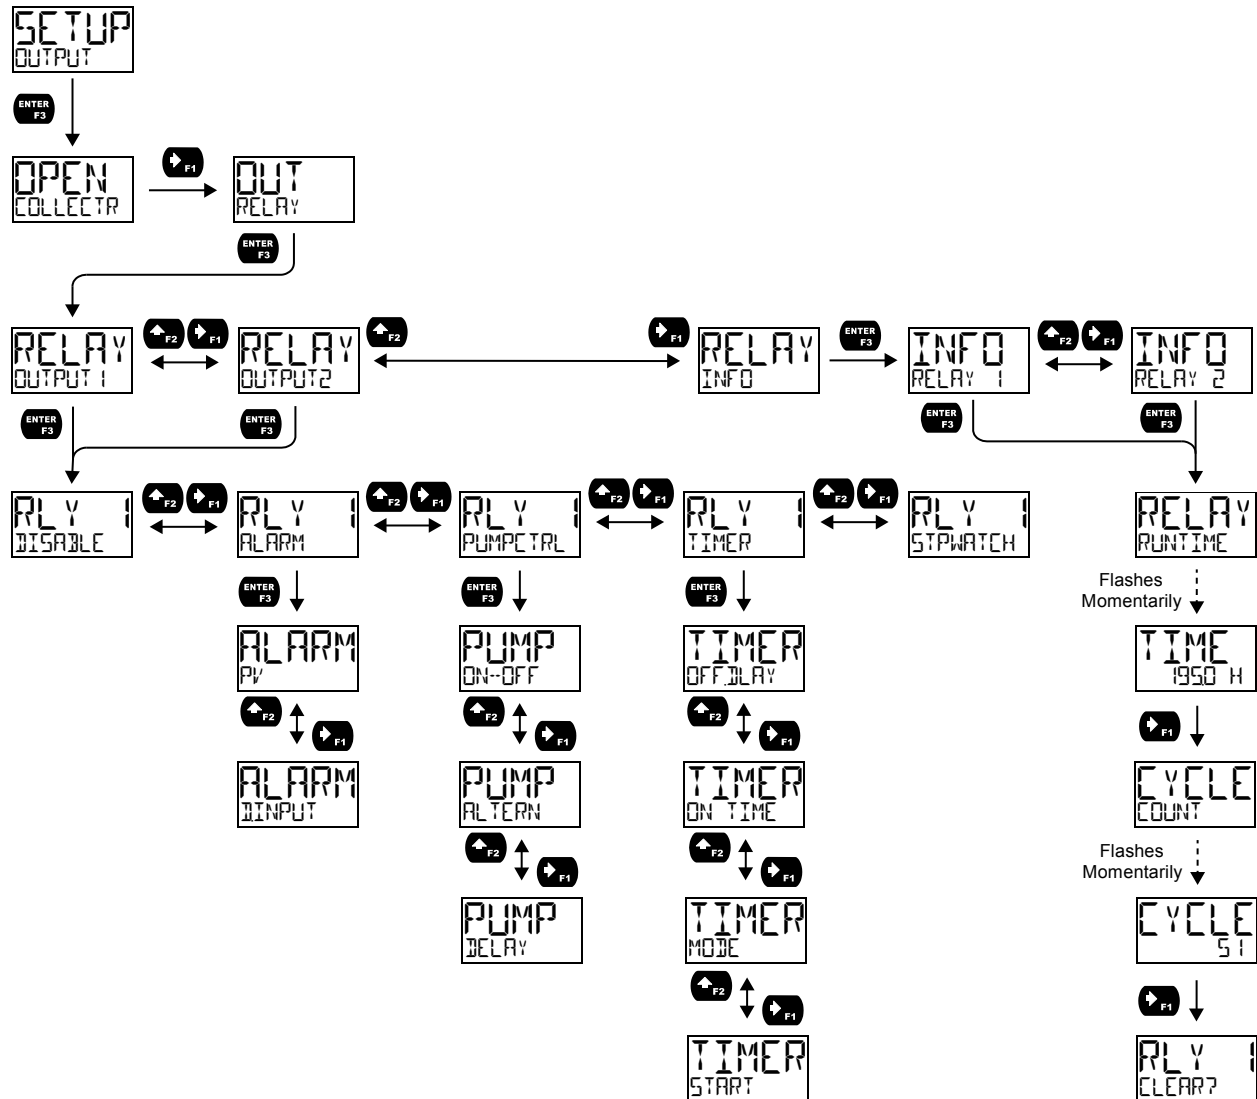 SETUP
OUTPUT
ENTER
F3
OPEN
COLLECTR
F1
OUT
RELAY
ENTER
F3
RELAY
OUTPUT1
F2
F1
RELAY
OUTPUT2
F2
F1
RELAY
INFO
ENTER
F3
INFO
RELAY 1
F2
F1
INFO
RELAY 2
ENTER
F3
ENTER
F3
ENTER
F3
ENTER
F3
RLY 1
DISABLE
F2
F1
RLY 1
ALARM
F2
F1
RLY 1
PUMPCTRL
F2
F1
RLY 1
TIMER
F2
F1
RLY 1
STPWATCH
RELAY
RUNTIME
ENTER
F3
ENTER
F3
ENTER
F3
Flashes
Momentarily
ALARM
PV
PUMP
ON--OFF
TIMER
OFF.DLAY
TIME
195.0 H
F2
F1
F2
F1
F2
F1
F1
ALARM
D.INPUT
PUMP
ALTERN
TIMER
ON TIME
CYCLE
COUNT
F2
F1
F2
F1
Flashes
Momentarily
PUMP
DELAY
TIMER
MODE
CYCLE
51
F2
F1
F1
TIMER
START
RLY 1
CLEAR?